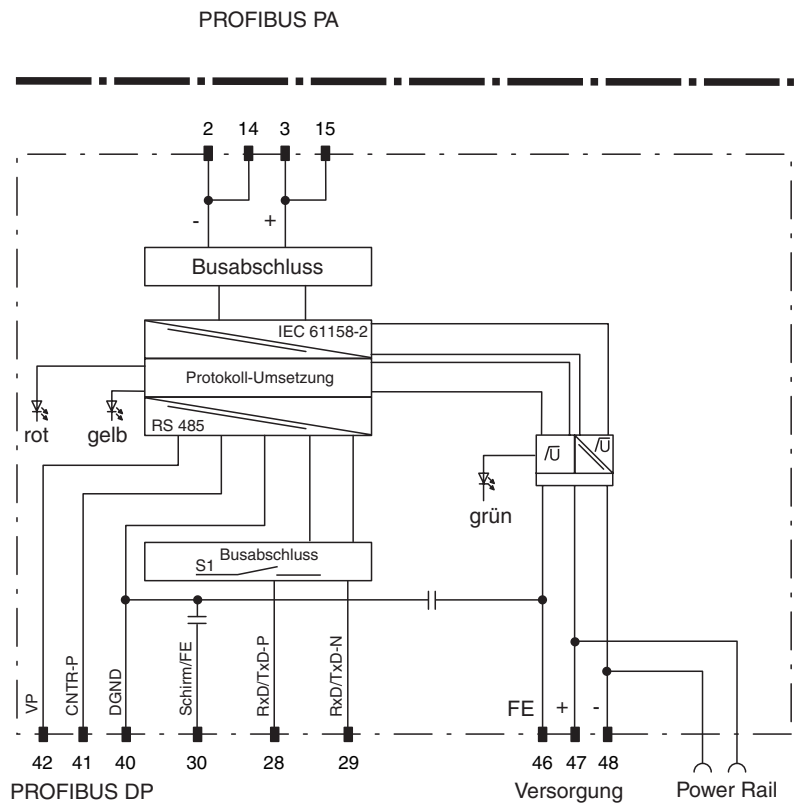 PROFIBUS PA
2 14 3 15
- +
Busabschluss
IEC 61158-2
Protokoll-Umsetzung
RS 485
rot gelb
/U /U
grün
Busabschluss
S1
VP
CNTR-P
DGND
Schirm/FE
RxD/TxD-P
RxD/TxD-N
FE + -
42 41 40 30 28 29 46 47 48
PROFIBUS DP Versorgung Power Rail